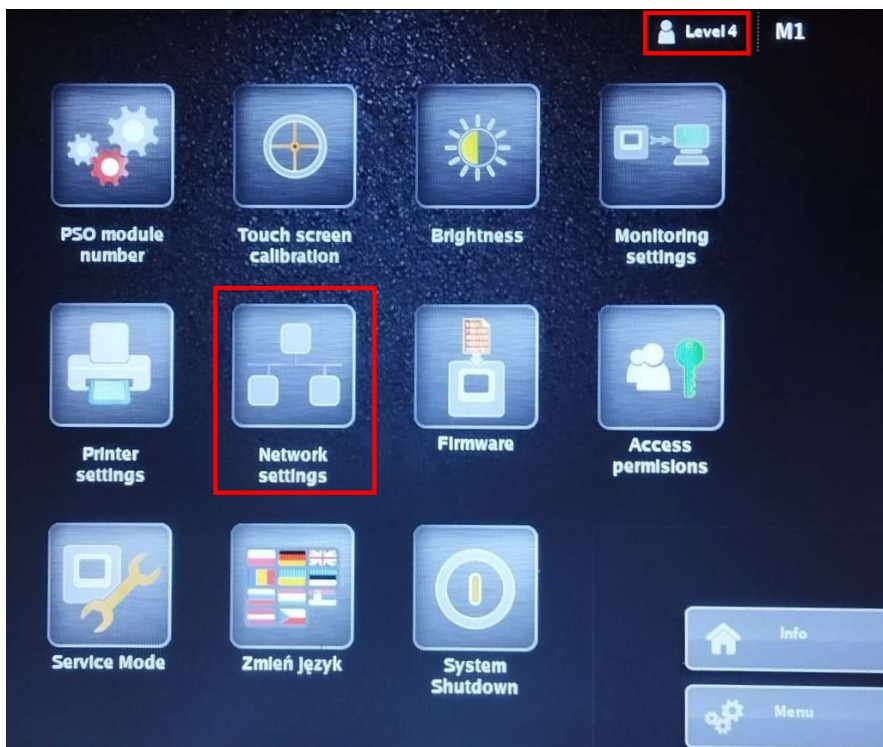 Level 4
M1
PSO module
number
Touch screen
calibration
Brightness
Monitoring
settings
Printer
settings
Network
settings
Firmware
Access
permisions
Service Mode
Zmień język
System
Shutdown
Info
Menu